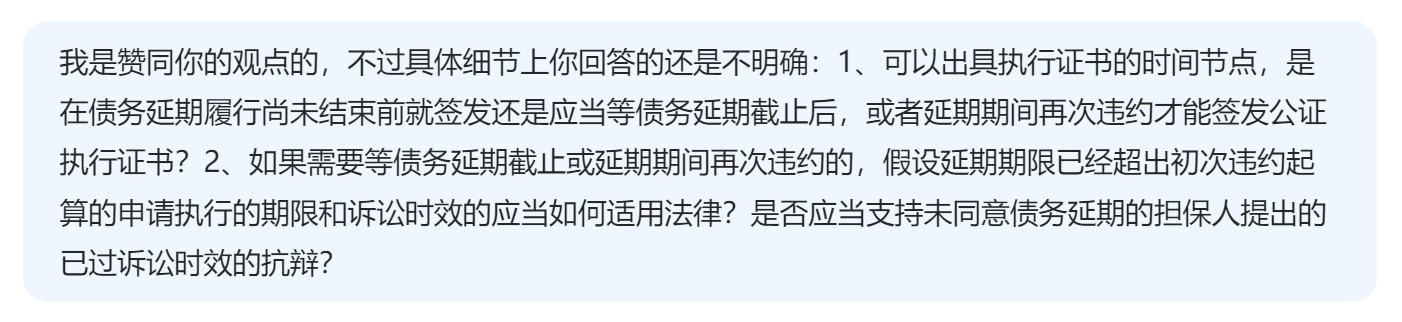 我是赞同你的观点的，不过具体细节上你回答的还是不明确：1、可以出具执行证书的时间节点，是
在债务延期履行尚未结束前就签发还是应当等债务延期截止后，或者延期期间再次违约才能签发公证
执行证书？2、如果需要等债务延期截止或延期期间再次违约的，假设延期期限已经超出初次违约起
算的申请执行的期限和诉讼时效的应当如何适用法律？是否应当支持未同意债务延期的担保人提出的
已过诉讼时效的抗辩？